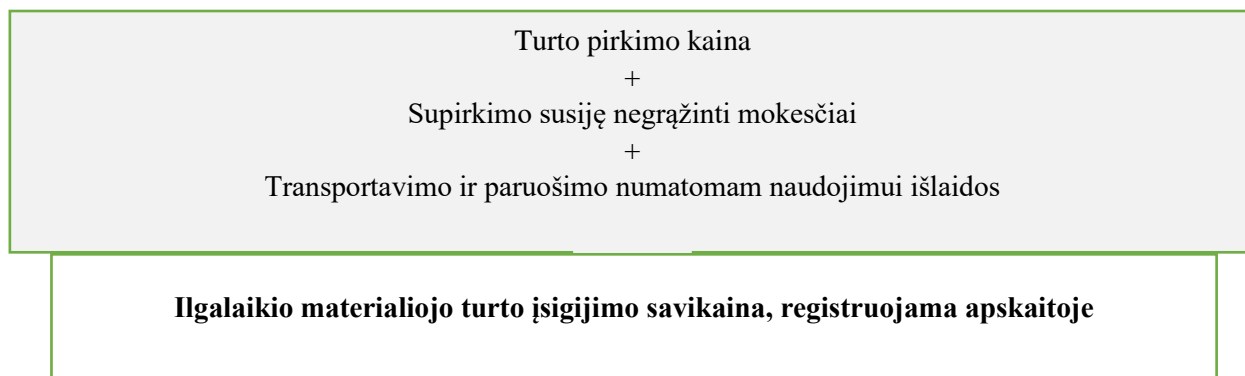 Turto pirkimo kaina
+
Supirkimo susiję negrąžinti mokesčiai
+
Transportavimo ir paruošimo numatomam naudojimui išlaidos
Ilgalaikio materialiojo turto įsigijimo savikaina, registruojama apskaitoje